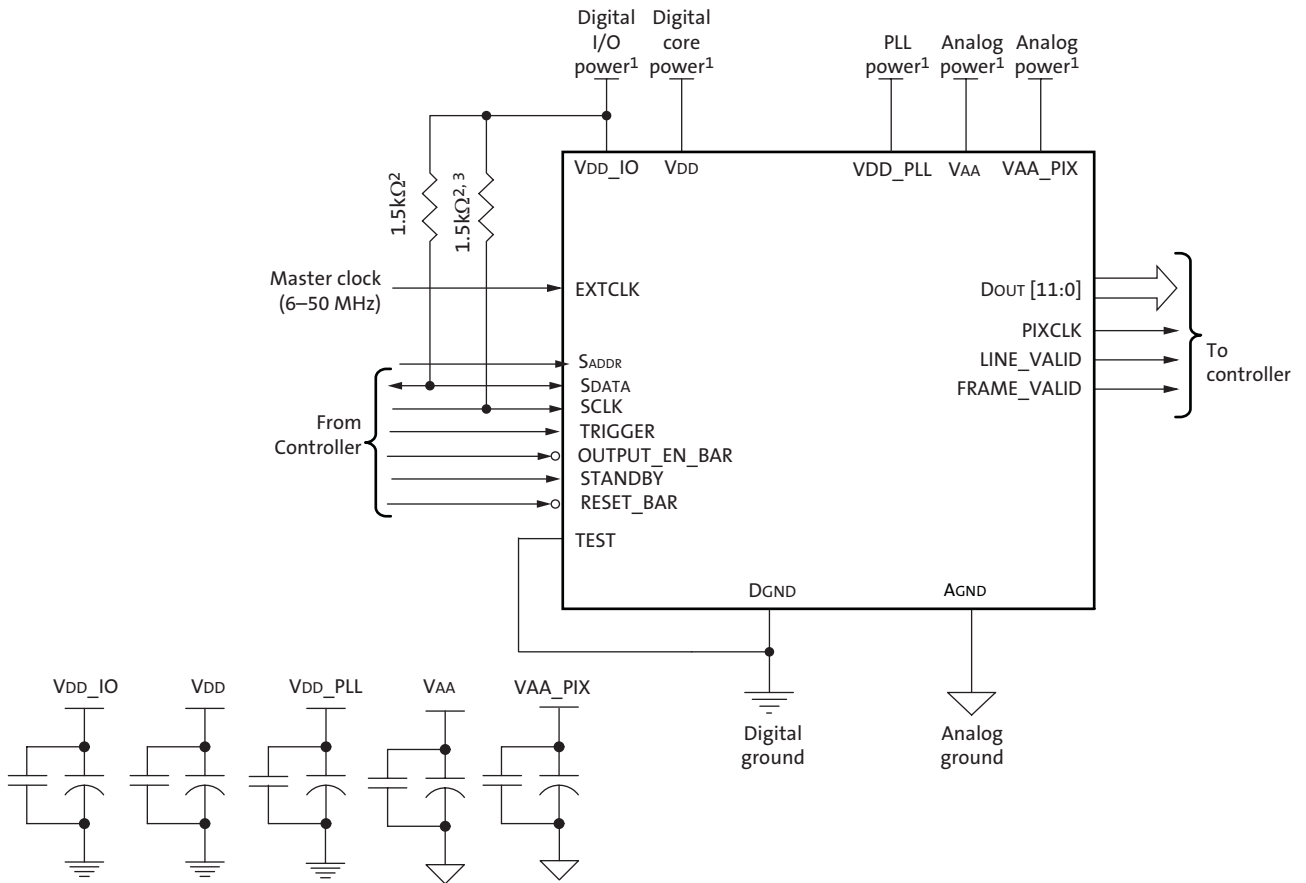 Digital
I/O
power1
Digital
core
power1
PLL
power1
Analog
power1
Analog
power1
VDD_IO
VDD
VDD_PLL
VAA
VAA_PIX
1.5kΩ2
1.5kΩ2, 3
Master clock
(6–50 MHz)
EXTCLK
SADDR
SDATA
SCLK
TRIGGER
OUTPUT_EN_BAR
STANDBY
RESET_BAR
TEST
From
Controller
DOUT [11:0]
PIXCLK
LINE_VALID
FRAME_VALID
To
controller
DGND
AGND
Digital
ground
Analog
ground
VDD_IO
VDD
VDD_PLL
VAA
VAA_PIX